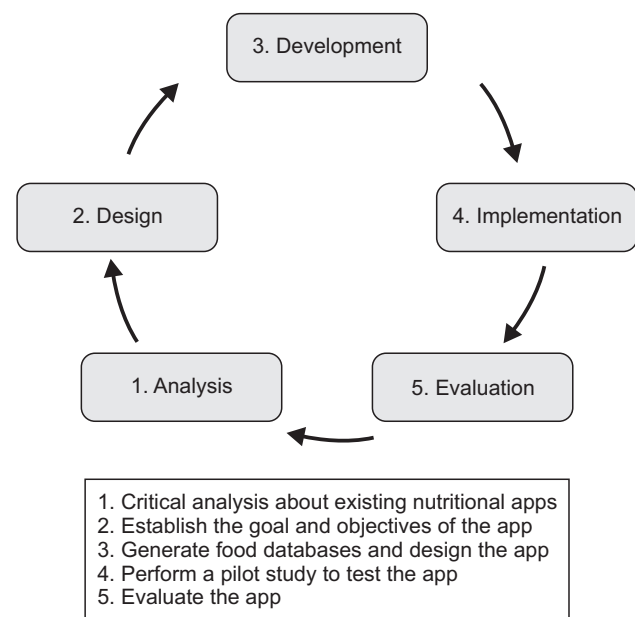 3. Development
2. Design
4. Implementation
1. Analysis
5. Evaluation
1. Critical analysis about existing nutritional apps
2. Establish the goal and objectives of the app
3. Generate food databases and design the app
4. Perform a pilot study to test the app
5. Evaluate the app